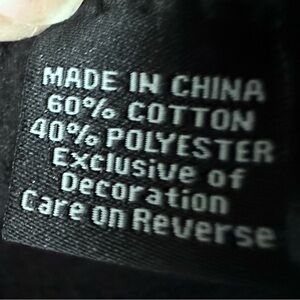 MADE IN CHINA
60% COTTON
40% POLYESTER
Exclusive of
Decoration
Care on Reverse